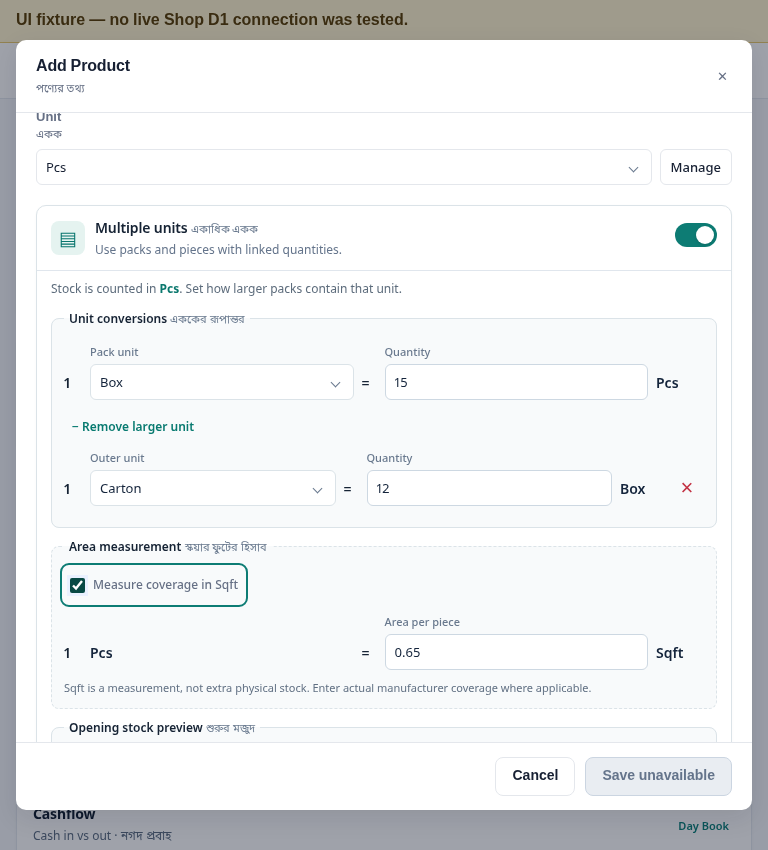 UI fixture — no live Shop D1 connection was tested.
Add Product
পণ্যের তথ্য
×
Unit
একক
Pcs
Manage
Multiple units একাধিক একক
Use packs and pieces with linked quantities.
Stock is counted in Pcs. Set how larger packs contain that unit.
Unit conversions এককের রূপান্তর
Pack unit
Quantity
1 Box = 15 Pcs
− Remove larger unit
Outer unit
Quantity
1 Carton = 12 Box ×
Area measurement স্কয়ার ফুটের হিসাব
Measure coverage in Sqft
Area per piece
1 Pcs = 0.65 Sqft
Sqft is a measurement, not extra physical stock. Enter actual manufacturer coverage where applicable.
Opening stock preview শুরুর মজুদ
Cancel
Save unavailable
Cashflow
Cash in vs out · নগদ প্রবাহ
Day Book